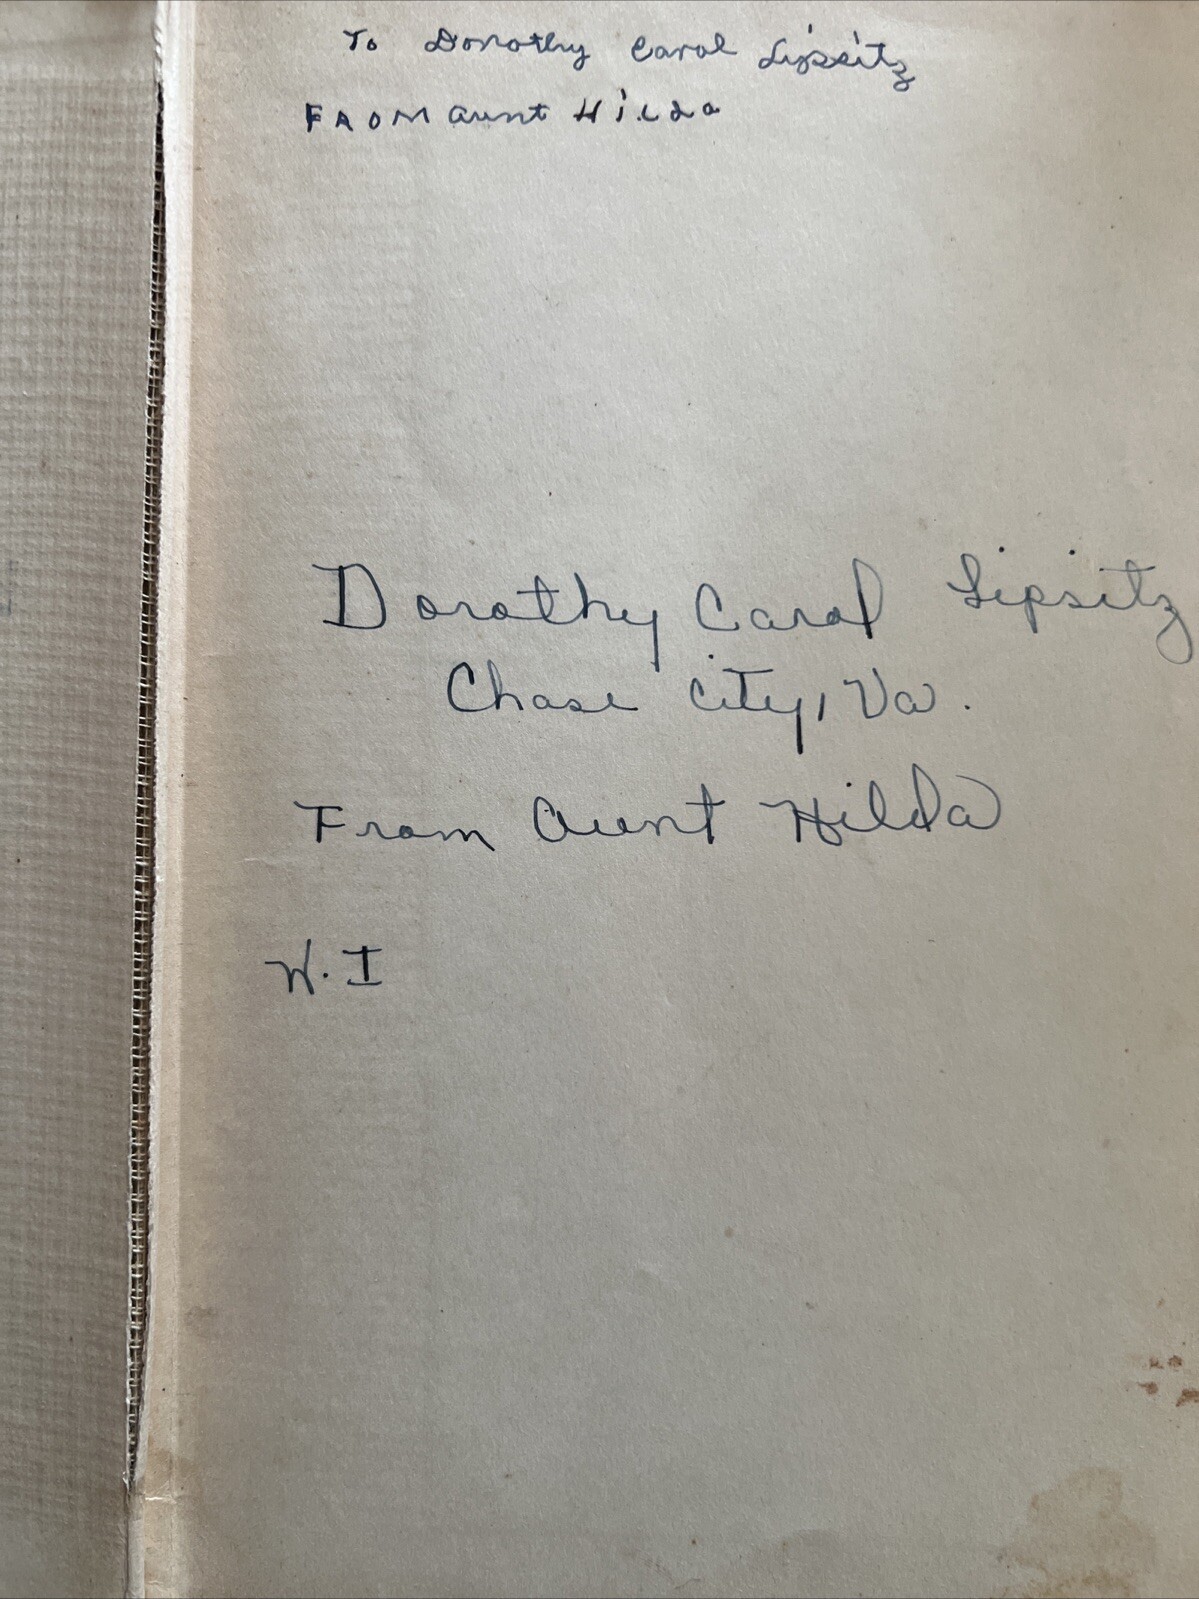 To Dorothy Carol Lipsitz
FROM Aunt Hilda
Dorothy Carol Lipsitz
Chase City, Va.
From Aunt Hilda
W. I